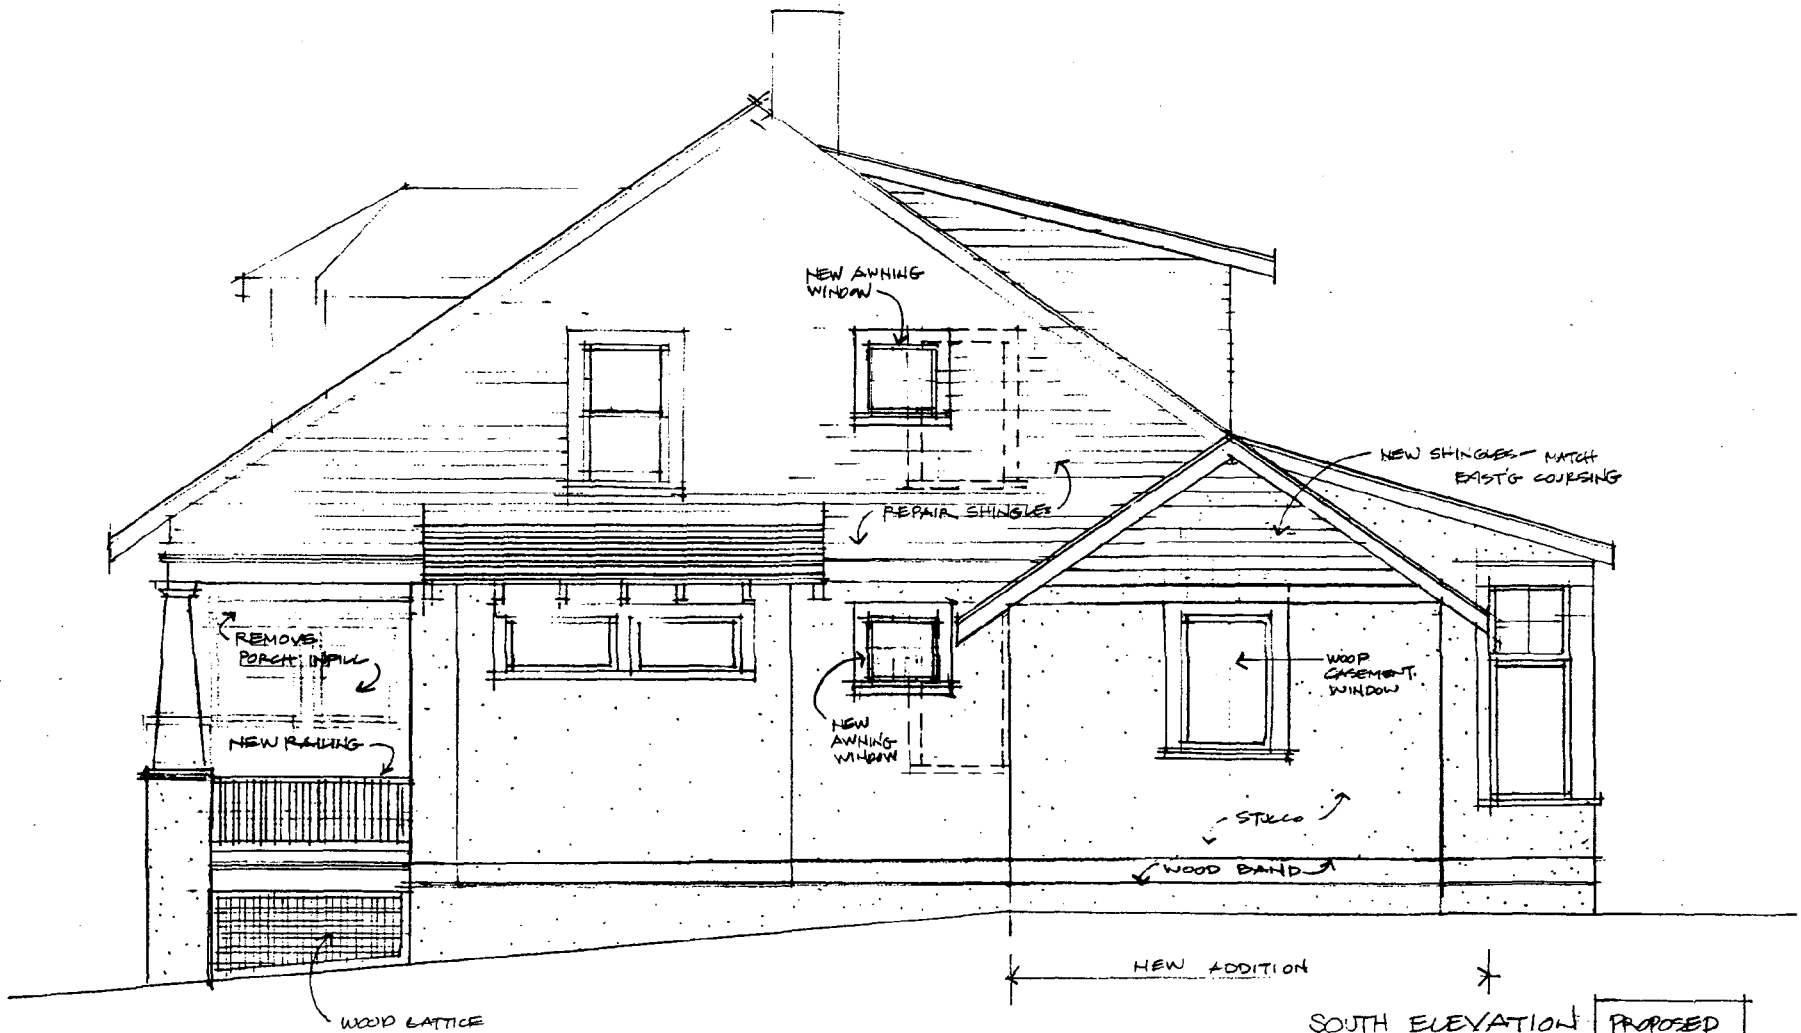 NEW AWNING
WINDOW
NEW SHINGLES - MATCH
EXIST'G COURSING
REPAIR SHINGLES
REMOVE
PORCH INFILL
WOOD
CASEMENT
WINDOW
NEW
AWNING
WINDOW
NEW RAILING
STUCCO
WOOD BAND
NEW ADDITION
WOOD LATTICE
SOUTH ELEVATION
PROPOSED